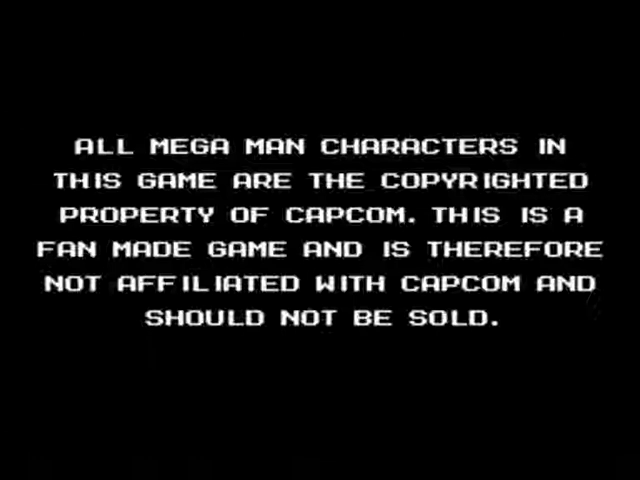 ALL MEGA MAN CHARACTERS IN
THIS GAME ARE THE COPYRIGHTED
PROPERTY OF CAPCOM. THIS IS A
FAN MADE GAME AND IS THEREFORE
NOT AFFILIATED WITH CAPCOM AND
SHOULD NOT BE SOLD.